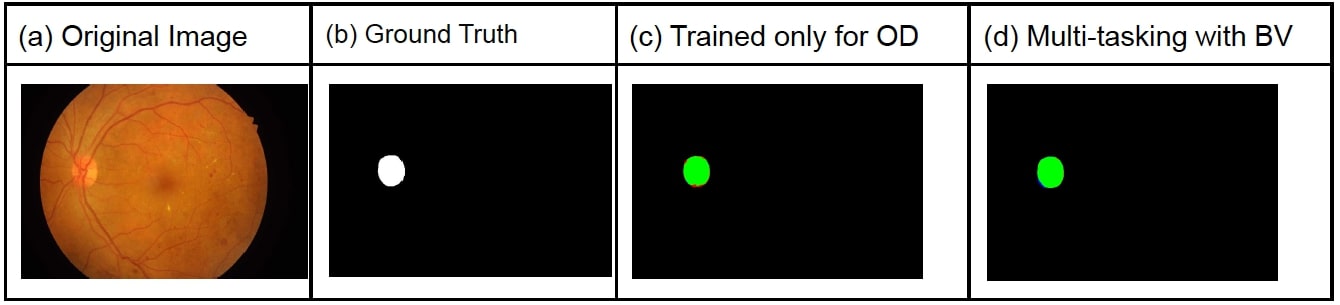 (a) Original Image
(b) Ground Truth
(c) Trained only for OD
(d) Multi-tasking with BV